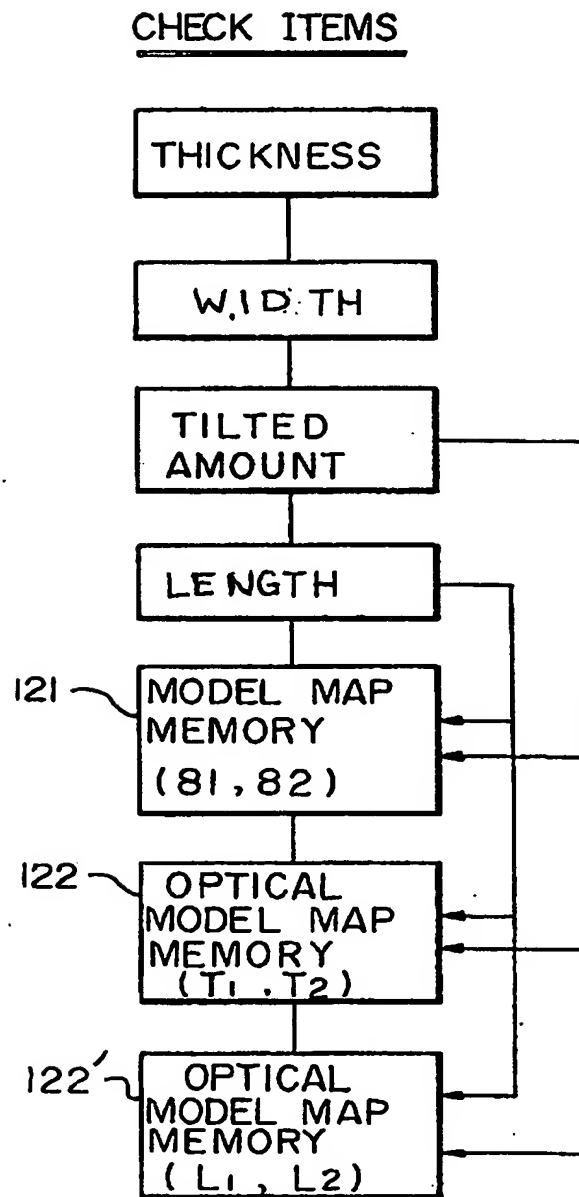 CHECK ITEMS
THICKNESS
WIDTH
TILTED
AMOUNT
LENGTH
121
MODEL MAP
MEMORY
(81, 82)
122
OPTICAL
MODEL MAP
MEMORY
(T1, T2)
122'
OPTICAL
MODEL MAP
MEMORY
(L1, L2)